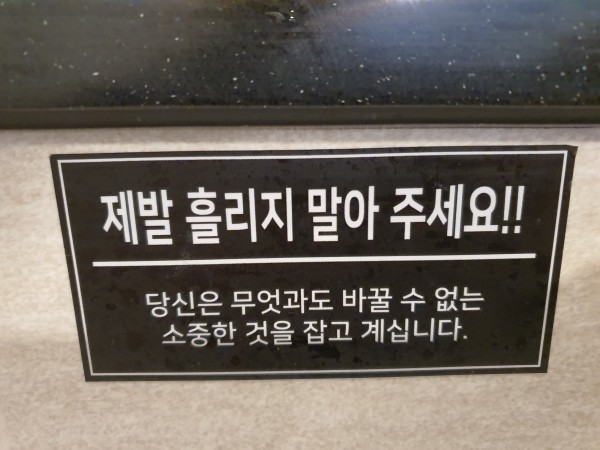 제발 흘리지 말아 주세요!!
당신은 무엇과도 바꿀 수 없는
소중한 것을 잡고 계십니다.